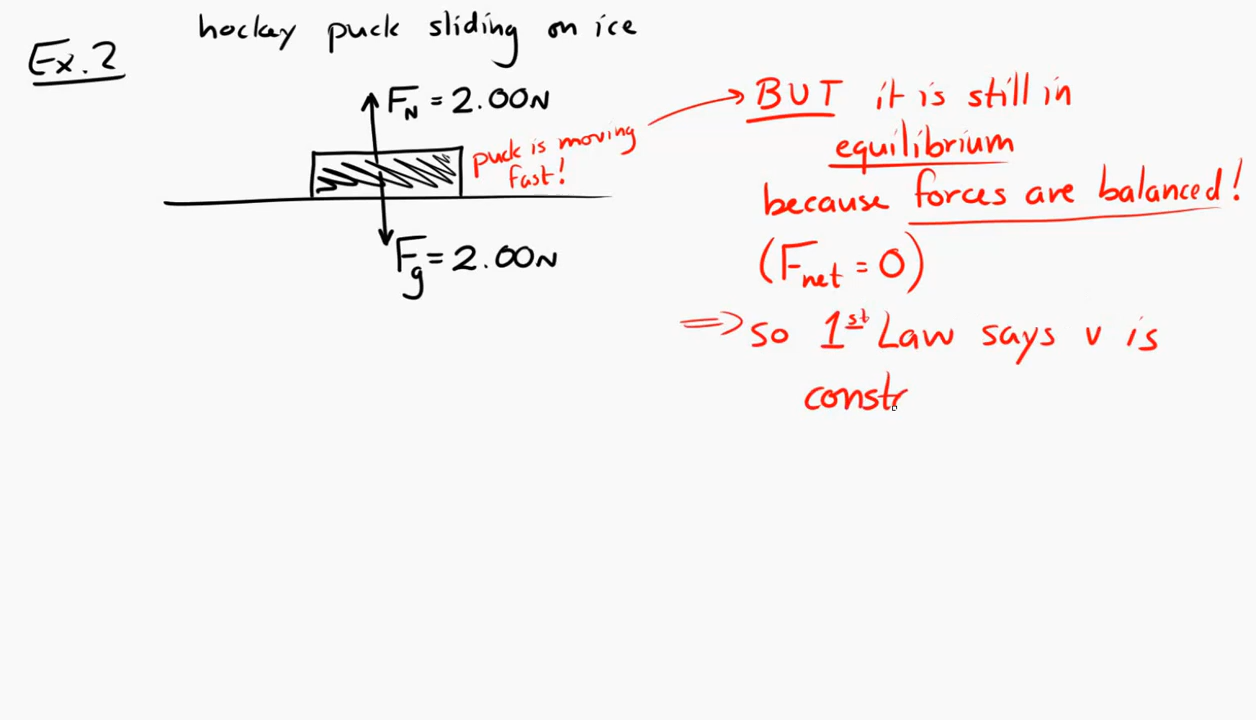 Ex.2
hockey puck sliding on ice
F_N = 2.00N
puck is moving
fast!
F_g = 2.00N
BUT it is still in
equilibrium
because forces are balanced!
(F_net = 0)
⇒ so 1st Law says v is
constr